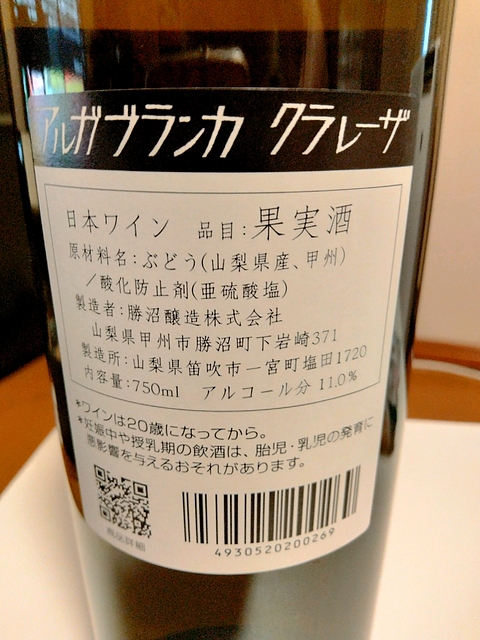 アルガブランカ クラレーザ
日本ワイン 品目:果実酒
原材料名:ぶどう(山梨県産、甲州)
/酸化防止剤(亜硫酸塩)
製造者:勝沼醸造株式会社
山梨県甲州市勝沼町下岩崎371
製造所:山梨県笛吹市一宮町塩田1720
内容量:750ml アルコール分 11.0%
*ワインは20歳になってから。
*妊娠中や授乳期の飲酒は、胎児・乳児の発育に
悪影響を与えるおそれがあります。
商品詳細
4930520200269